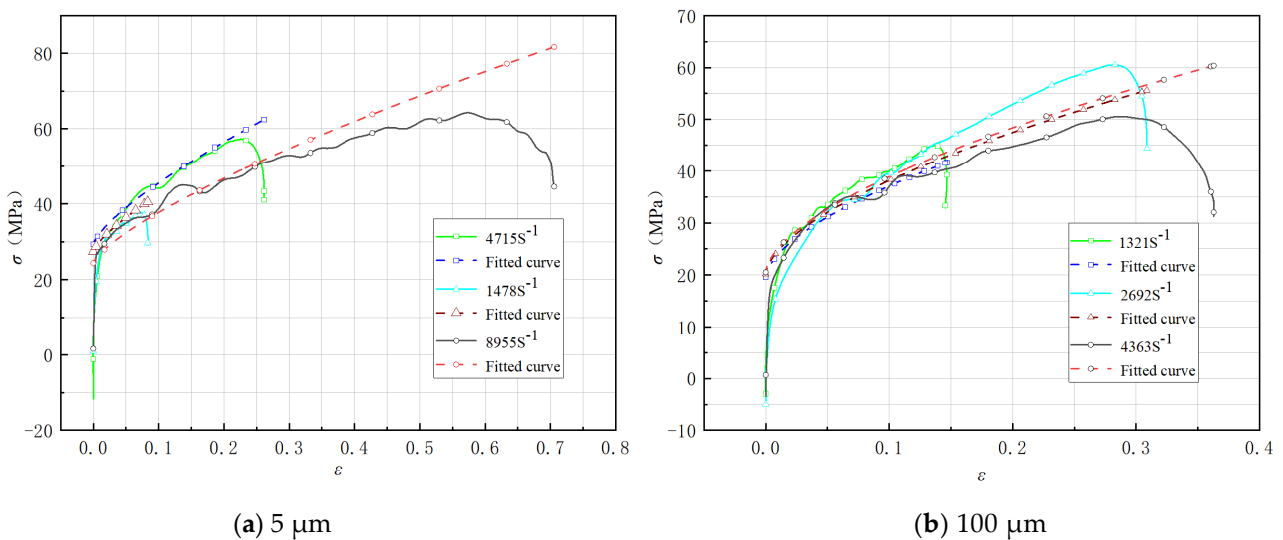 80
60
40
20
0
-20
σ (MPa)
0.0 0.1 0.2 0.3 0.4 0.5 0.6 0.7 0.8
ε
4715S-1
Fitted curve
1478S-1
Fitted curve
8955S-1
Fitted curve
(a) 5 μm
70
60
50
40
30
20
10
0
-10
σ (MPa)
0.0 0.1 0.2 0.3 0.4
ε
1321S-1
Fitted curve
2692S-1
Fitted curve
4363S-1
Fitted curve
(b) 100 μm